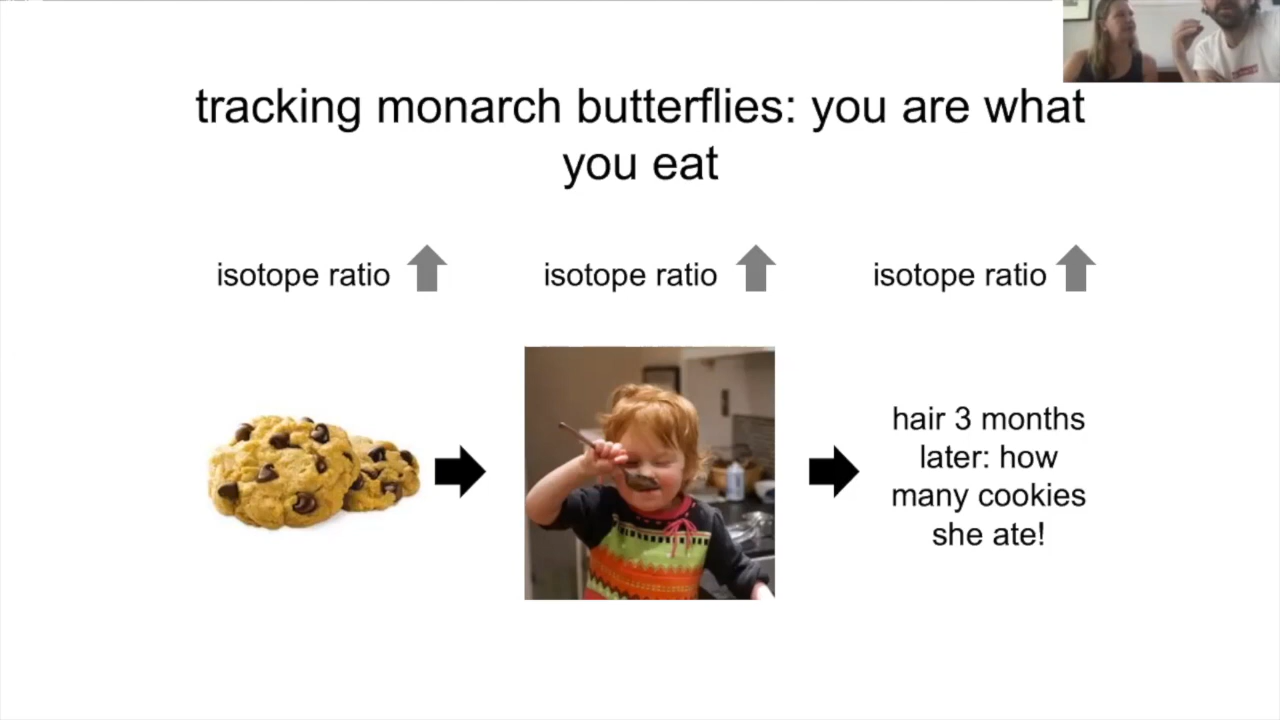 tracking monarch butterflies: you are what
you eat
isotope ratio
isotope ratio
isotope ratio
hair 3 months
later: how
many cookies
she ate!